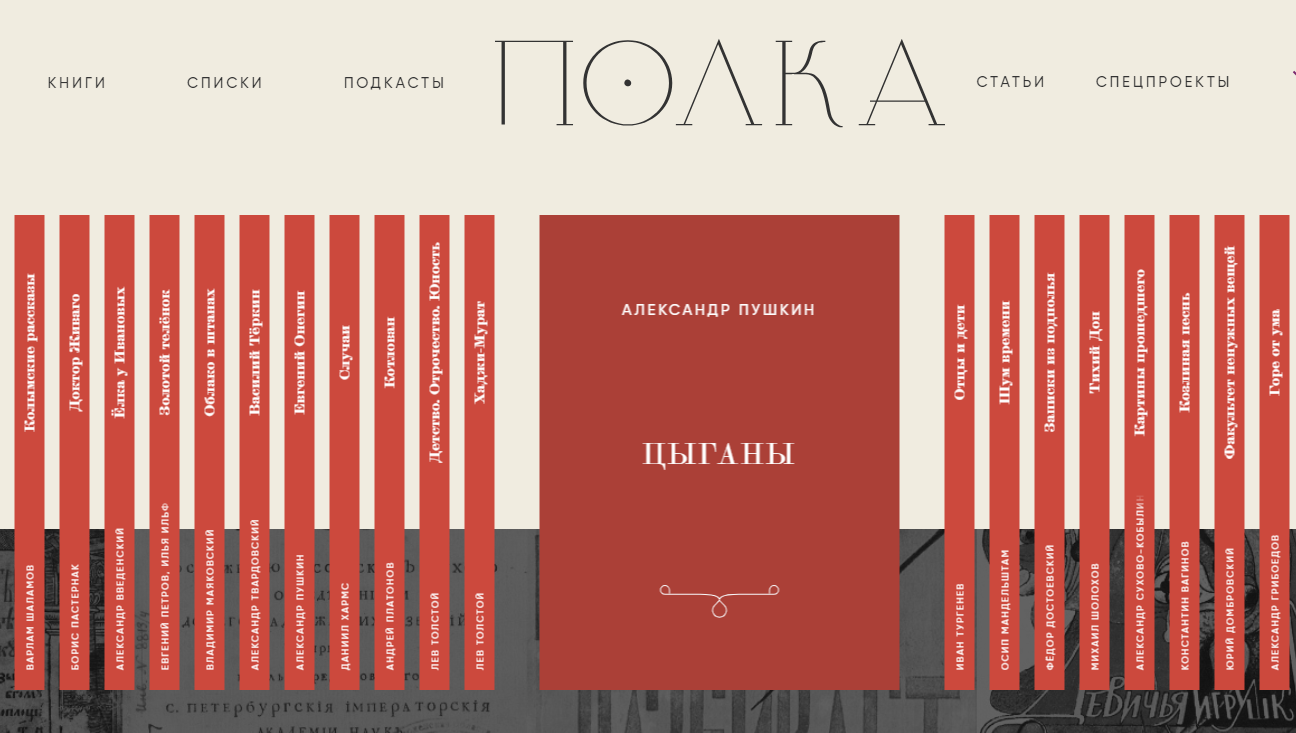 КНИГИ
СПИСКИ
ПОДКАСТЫ
ПОЛКА
СТАТЬИ
СПЕЦПРОЕКТЫ
Колымские рассказы
ВАРЛАМ ШАЛАМОВ
Доктор Живаго
БОРИС ПАСТЕРНАК
Ёлка у Ивановых
АЛЕКСАНДР ВВЕДЕНСКИЙ
Золотой телёнок
ЕВГЕНИЙ ПЕТРОВ, ИЛЬЯ ИЛЬФ
Облако в штанах
ВЛАДИМИР МАЯКОВСКИЙ
Василий Тёркин
АЛЕКСАНДР ТВАРДОВСКИЙ
Евгений Онегин
АЛЕКСАНДР ПУШКИН
Случаи
ДАНИИЛ ХАРМС
Котлован
АНДРЕЙ ПЛАТОНОВ
Детство. Отрочество. Юность
ЛЕВ ТОЛСТОЙ
Хаджи-Мурат
ЛЕВ ТОЛСТОЙ
АЛЕКСАНДР ПУШКИН
ЦЫГАНЫ
Отцы и дети
ИВАН ТУРГЕНЕВ
Шум времени
ОСИП МАНДЕЛЬШТАМ
Записки из подполья
ФЁДОР ДОСТОЕВСКИЙ
Тихий Дон
МИХАИЛ ШОЛОХОВ
Картины прошедшего
АЛЕКСАНДР СУХОВО-КОБЫЛИН
Козлиная песнь
КОНСТАНТИН ВАГИНОВ
Факультет ненужных вещей
ЮРИЙ ДОМБРОВСКИЙ
Горе от ума
АЛЕКСАНДР ГРИБОЕДОВ
С. ПЕТЕРБУРГСКІЯ ІМПЕРАТОРСКІЯ
АКАДЕМІИ НАУКЪ